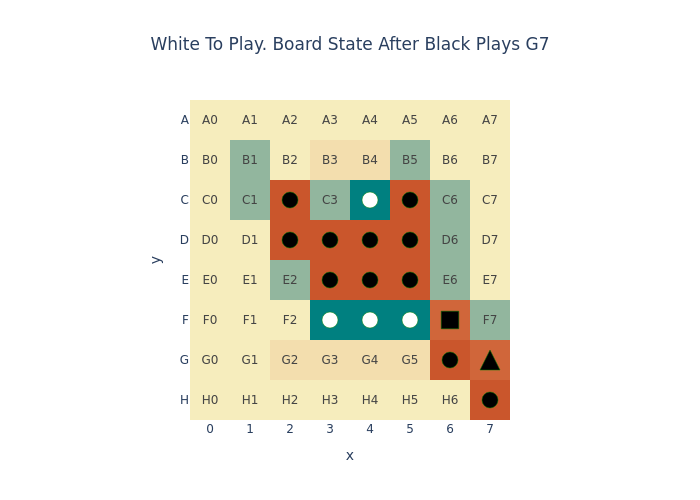 White To Play. Board State After Black Plays G7
A A0 A1 A2 A3 A4 A5 A6 A7
B B0 B1 B2 B3 B4 B5 B6 B7
C C0 C1 C3 C6 C7
D D0 D1 D6 D7
E E0 E1 E2 E6 E7
F F0 F1 F2 F7
G G0 G1 G2 G3 G4 G5
H H0 H1 H2 H3 H4 H5 H6
0 1 2 3 4 5 6 7
x
y